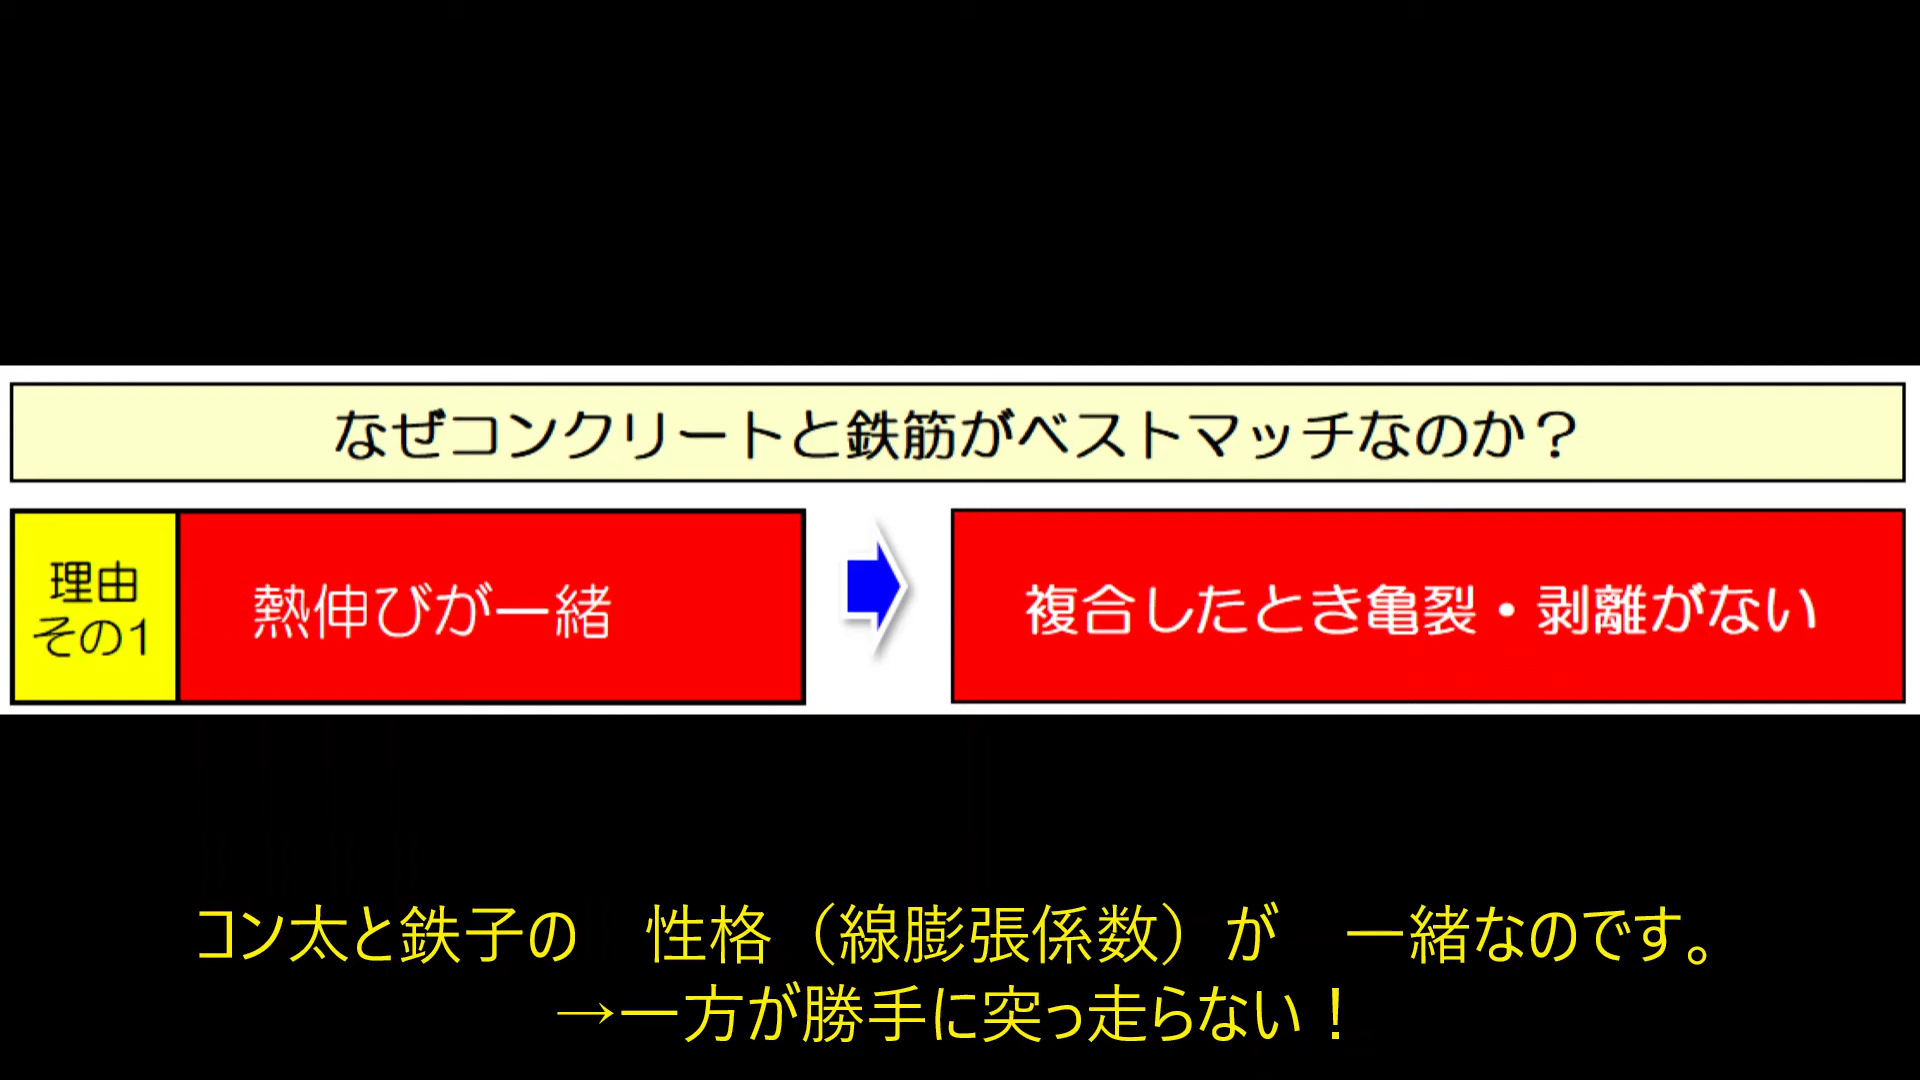 なぜコンクリートと鉄筋がベストマッチなのか？
理由
その1
熱伸びが一緒
複合したとき亀裂・剥離がない
コン太と鉄子の　性格（線膨張係数）が　一緒なのです。
→一方が勝手に突っ走らない！